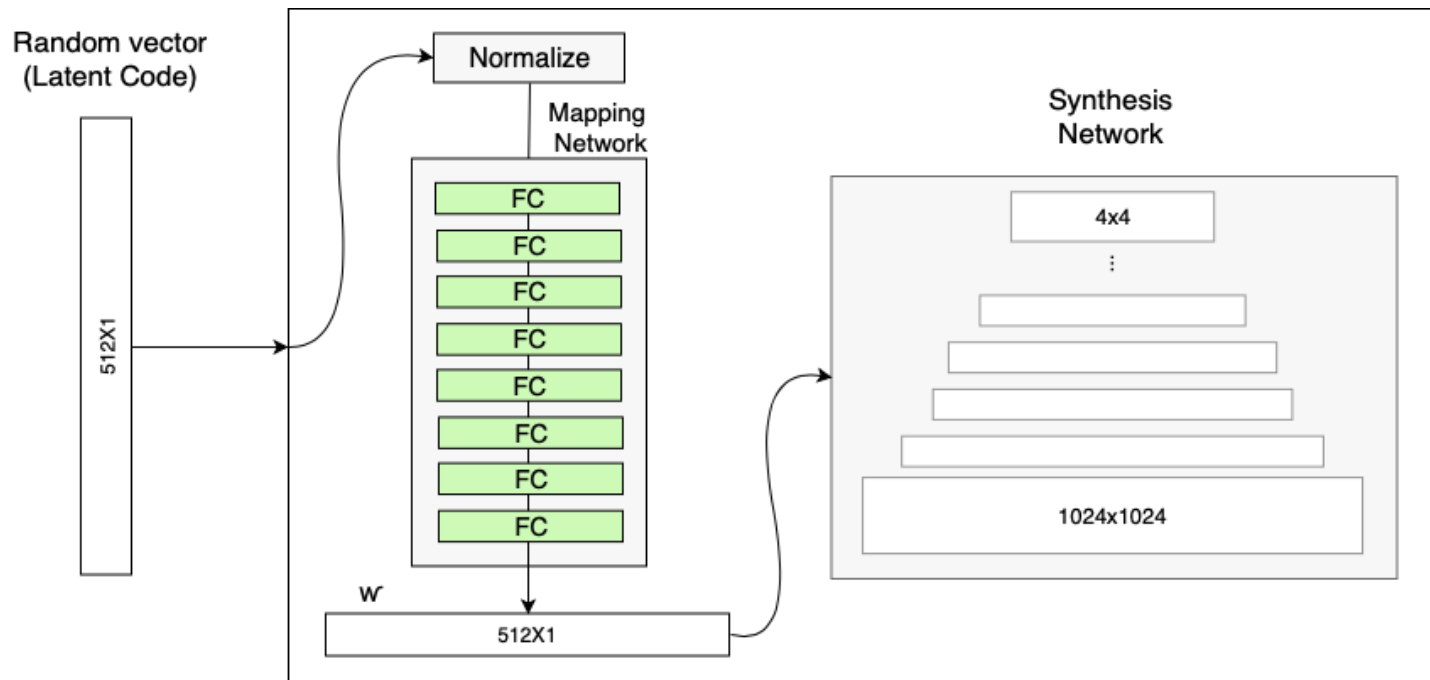 Random vector
(Latent Code)
512X1
Normalize
Mapping
Network
FC
FC
FC
FC
FC
FC
FC
FC
w
512X1
Synthesis
Network
4x4
⋮
1024x1024